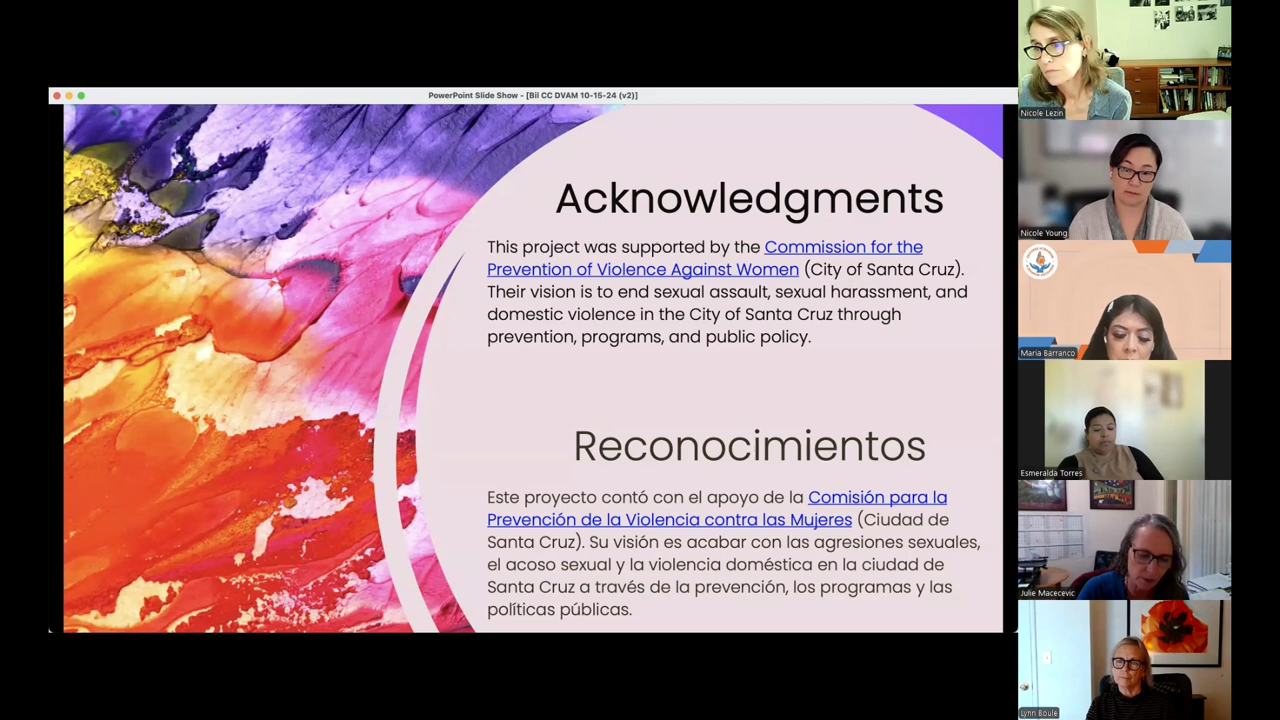 PowerPoint Slide Show - [Bil CC DVAM 10-15-24 (v2)]
Acknowledgments
This project was supported by the Commission for the
Prevention of Violence Against Women (City of Santa Cruz).
Their vision is to end sexual assault, sexual harassment, and
domestic violence in the City of Santa Cruz through
prevention, programs, and public policy.
Reconocimientos
Este proyecto contó con el apoyo de la Comisión para la
Prevención de la Violencia contra las Mujeres (Ciudad de
Santa Cruz). Su visión es acabar con las agresiones sexuales,
el acoso sexual y la violencia doméstica en la ciudad de
Santa Cruz a través de la prevención, los programas y las
políticas públicas.
Nicole Lezin
Nicole Young
Maria Barranco
Esmeralda Torres
Julie Macecevic
Lynn Boule